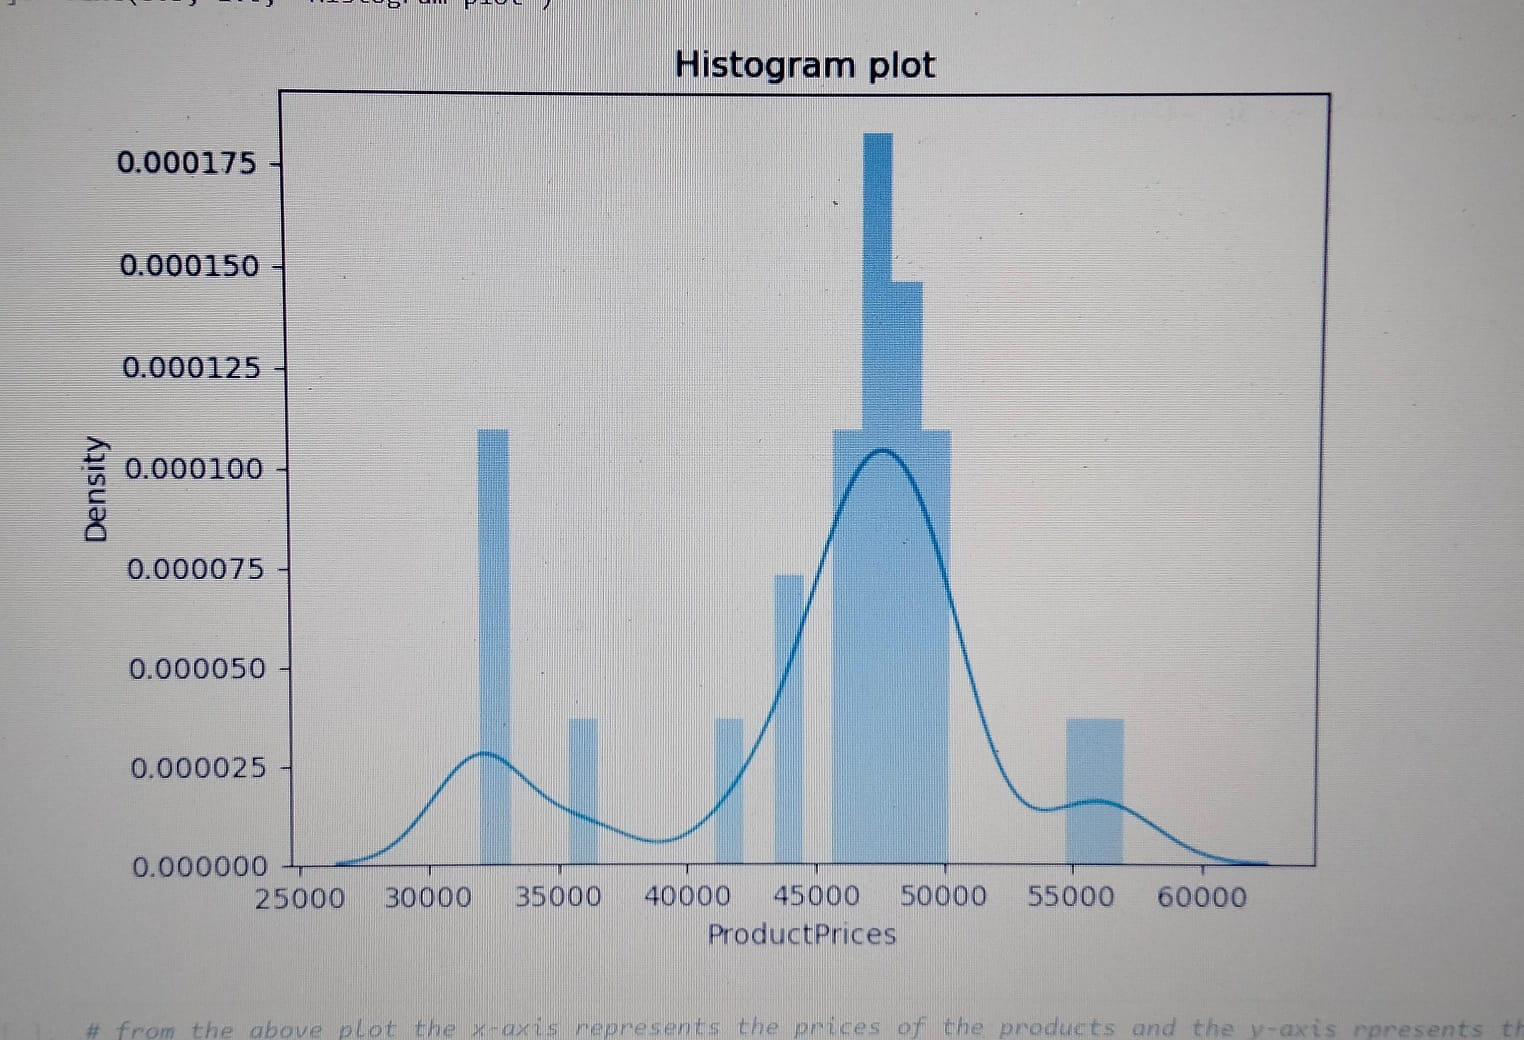 Histogram plot
0.000175
0.000150
0.000125
0.000100
0.000075
0.000050
0.000025
0.000000
Density
25000 30000 35000 40000 45000 50000 55000 60000
ProductPrices
# from the above plot the x-axis represents the prices of the products and the y-axis rpresents